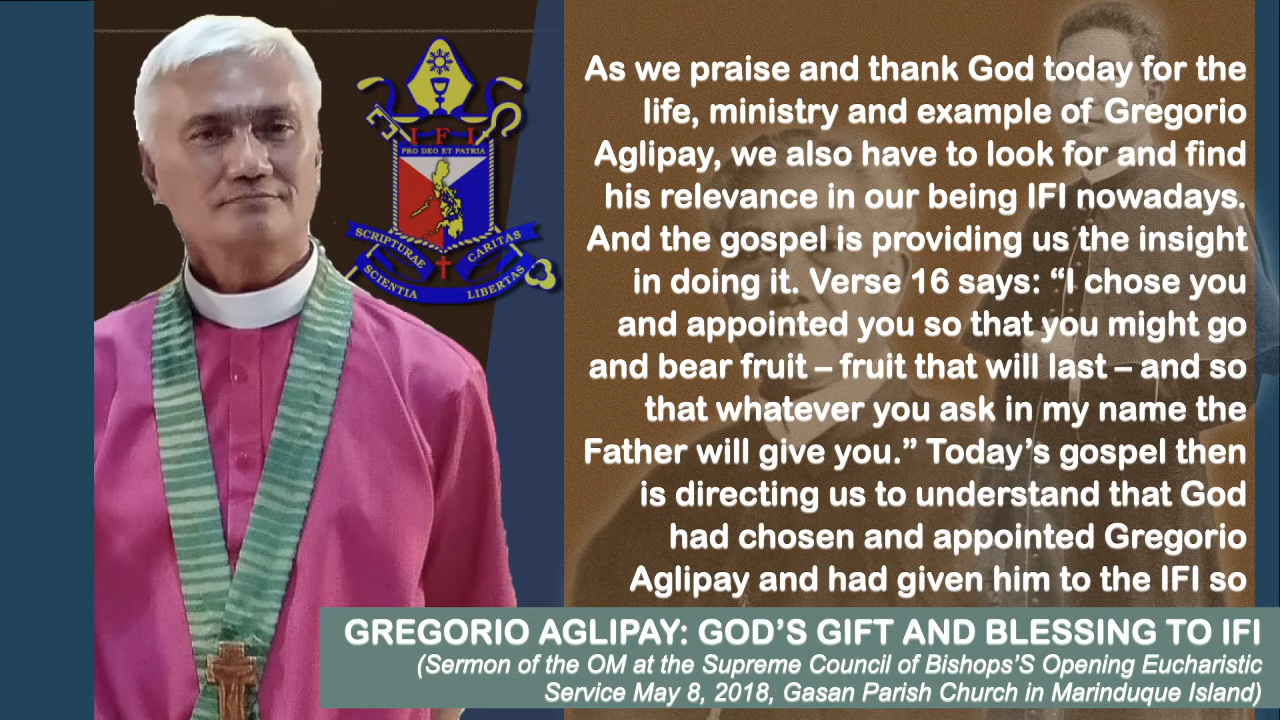 I F I
PRO DEO ET PATRIA
SCRIPTURAE
CARITAS
SCIENTIA
LIBERTAS
As we praise and thank God today for the
life, ministry and example of Gregorio
Aglipay, we also have to look for and find
his relevance in our being IFI nowadays.
And the gospel is providing us the insight
in doing it. Verse 16 says: “I chose you
and appointed you so that you might go
and bear fruit – fruit that will last – and so
that whatever you ask in my name the
Father will give you.” Today’s gospel then
is directing us to understand that God
had chosen and appointed Gregorio
Aglipay and had given him to the IFI so
GREGORIO AGLIPAY: GOD’S GIFT AND BLESSING TO IFI
(Sermon of the OM at the Supreme Council of Bishops’S Opening Eucharistic
Service May 8, 2018, Gasan Parish Church in Marinduque Island)